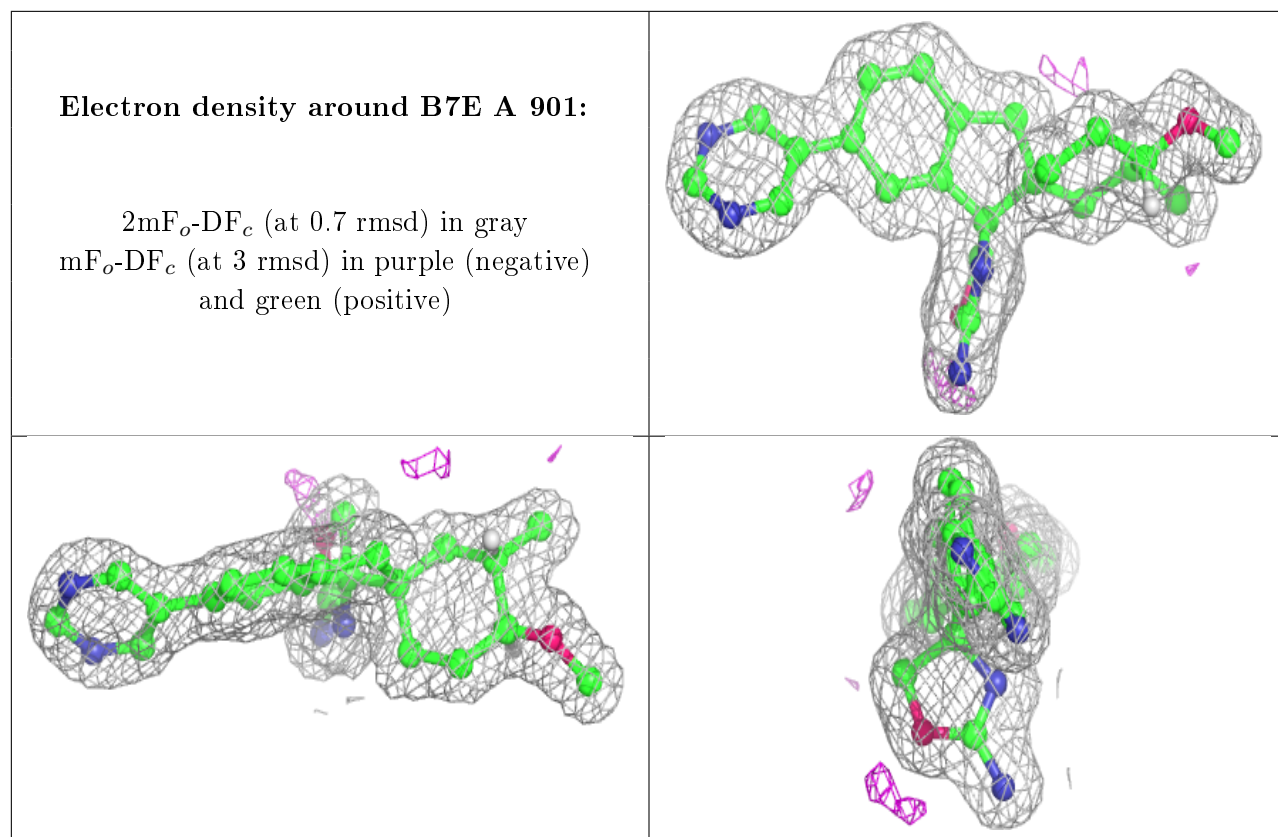 Electron density around B7E A 901:
2mFₒ-DF𝒸 (at 0.7 rmsd) in gray
mFₒ-DF𝒸 (at 3 rmsd) in purple (negative)
and green (positive)